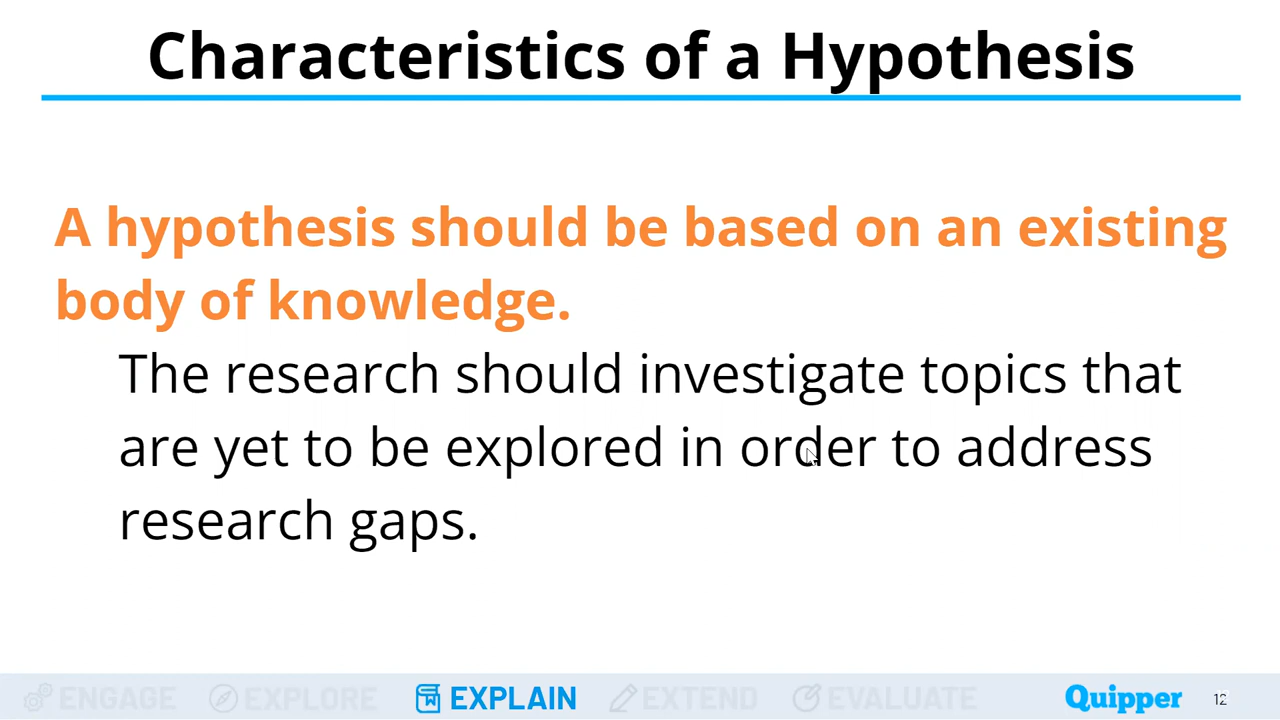 Characteristics of a Hypothesis
A hypothesis should be based on an existing
body of knowledge.
The research should investigate topics that
are yet to be explored in order to address
research gaps.
ENGAGE EXPLORE EXPLAIN EXTEND EVALUATE Quipper 12